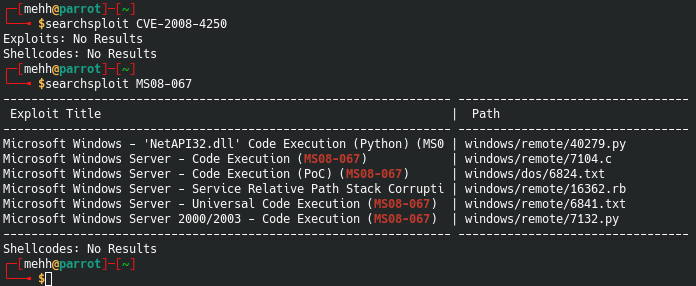 ┌─[mehh@parrot]─[~]
└──╼ $searchsploit CVE-2008-4250
Exploits: No Results
Shellcodes: No Results
┌─[mehh@parrot]─[~]
└──╼ $searchsploit MS08-067
---------------------------------------------------------------- ---------------------------------
Exploit Title | Path
---------------------------------------------------------------- ---------------------------------
Microsoft Windows - 'NetAPI32.dll' Code Execution (Python) (MS0 | windows/remote/40279.py
Microsoft Windows Server - Code Execution (MS08-067) | windows/remote/7104.c
Microsoft Windows Server - Code Execution (PoC) (MS08-067) | windows/dos/6824.txt
Microsoft Windows Server - Service Relative Path Stack Corrupti | windows/remote/16362.rb
Microsoft Windows Server - Universal Code Execution (MS08-067) | windows/remote/6841.txt
Microsoft Windows Server 2000/2003 - Code Execution (MS08-067) | windows/remote/7132.py
---------------------------------------------------------------- ---------------------------------
Shellcodes: No Results
┌─[mehh@parrot]─[~]
└──╼ $